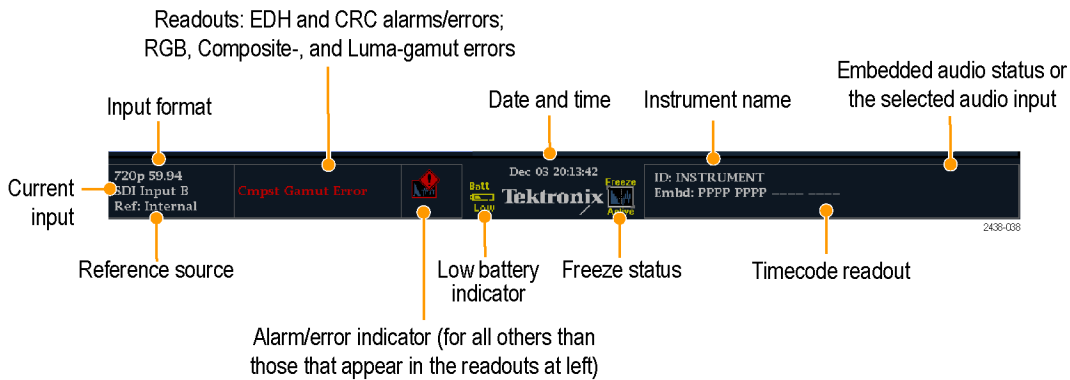 Readouts: EDH and CRC alarms/errors;
RGB, Composite-, and Luma-gamut errors
Embedded audio status or
the selected audio input
Input format
Date and time
Instrument name
720p 59.94
SDI Input B
Ref: Internal
Cmpst Gamut Error
Batt
Low
Dec 03 20:13:42
Tektronix
Freeze
Active
ID: INSTRUMENT
Embd: PPPP PPPP ____ ____
Current
input
2438-038
Reference source
Low battery
indicator
Freeze status
Timecode readout
Alarm/error indicator (for all others than
those that appear in the readouts at left)